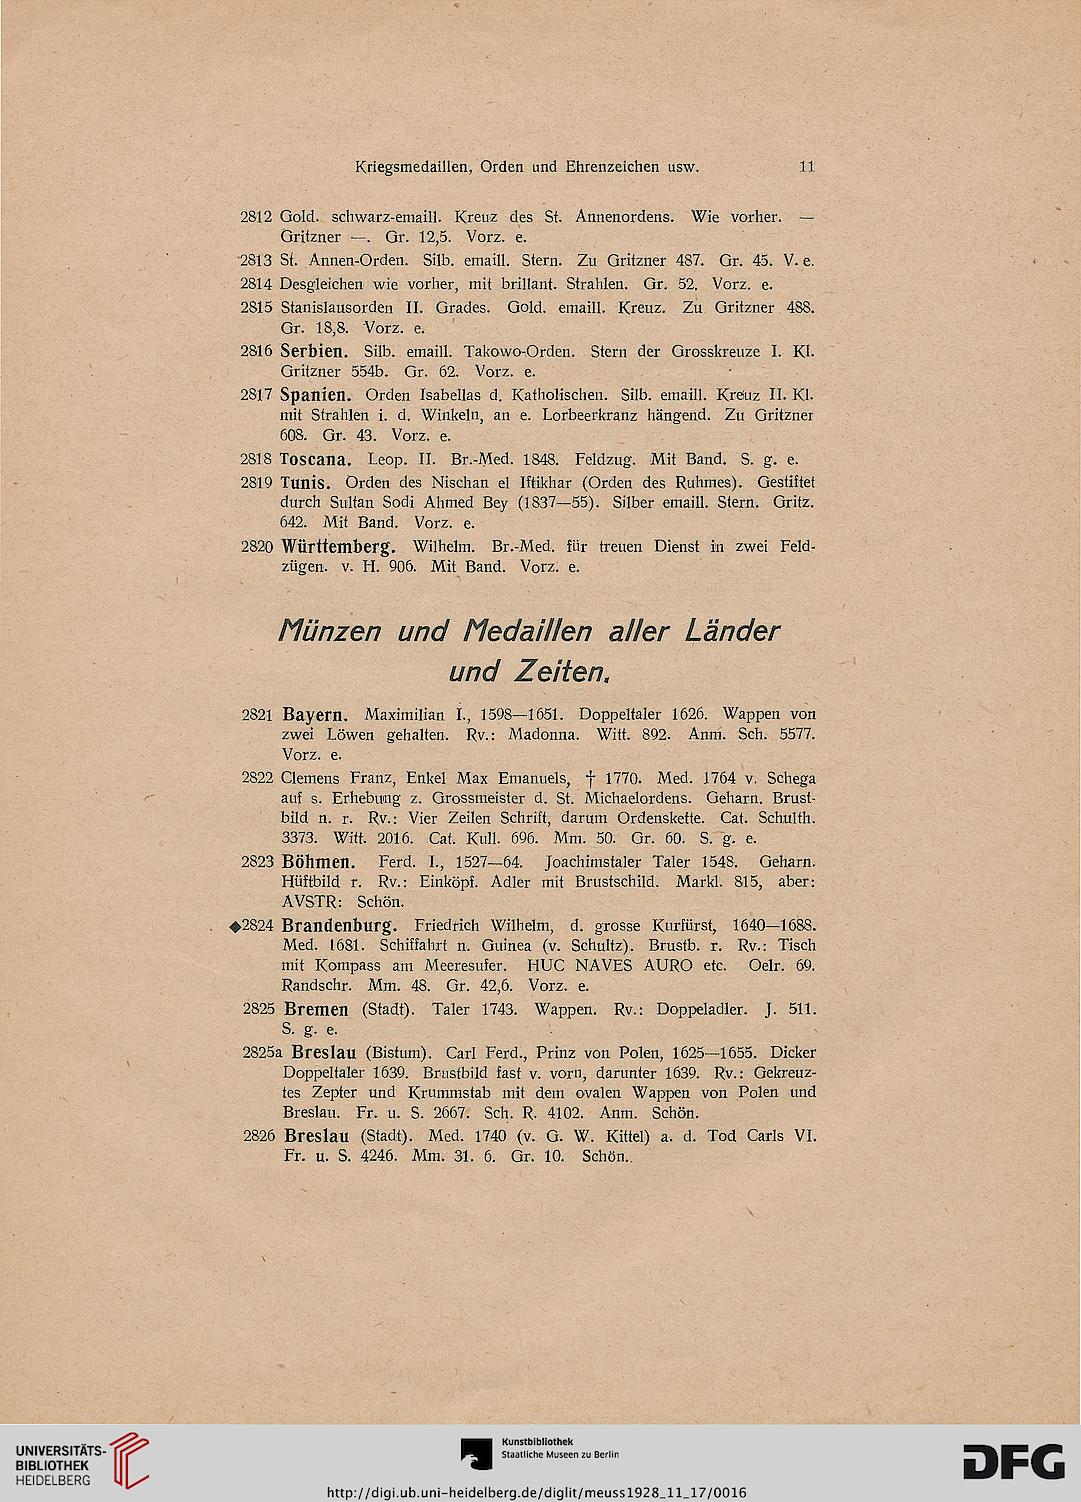 Kriegsmedaillen, Orden und Ehrenzeichen usw. 11
2812 Gold. schwarz-emaill. Kreuz des St. Annenordens. Wie vorher. —
Gritzner —. Gr. 12,5. Vorz. e.
2813 St. Annen-Orden. Silb. emaill. Stern. Zu Gritzner 487. Gr. 45. V. e.
2814 Desgleichen wie vorher, mit brillant. Strahlen. Gr. 52. Vorz. e.
2815 Stanislausorden II. Grades. Gold. emaill. Kreuz. Zu Gritzner 488.
Gr. 18,8. Vorz. e.
2816 Serbien. Silb. emaill. Takowo-Orden. Stern der Grosskreuze I. Kl.
Gritzner 554b. Gr. 62. Vorz. e.
2817 Spanien. Orden Isabellas d. Katholischen. Silb. emaill. Kreuz II. Kl.
mit Strahlen i. d. Winkeln, an e. Lorbeerkranz hängend. Zu Gritzner
608. Gr. 43. Vorz. e.
2818 Toscana. Leop. II. Br.-Med. 1848. Feldzug. Mit Band. S. g. e.
2819 Tunis. Orden des Nischan el Iftikhar (Orden des Ruhmes). Gestiftet
durch Sultan Sodi Ahmed Bey (1837—55). Silber emaill. Stern. Gritz.
642. Mit Band. Vorz. e.
2820 Württemberg. Wilhelm. Br.-Med. für treuen Dienst in zwei Feld-
zügen. v. H. 906. Mit Band. Vorz. e.
Münzen und Medaillen aller Länder
und Zeiten.
2821 Bayern. Maximilian I., 1598—1651. Doppeltaler 1626. Wappen von
zwei Löwen gehalten. Rv.: Madonna. Witt. 892. Anm. Sch. 5577.
Vorz. e.
2822 Clemens Franz, Enkel Max Emanuels, † 1770. Med. 1764 v. Schega
auf s. Erhebung z. Grossmeister d. St. Michaelordens. Geharn. Brust-
bild n. r. Rv.: Vier Zeilen Schrift, darum Ordenskette. Cat. Schulth.
3373. Witt. 2016. Cat. Kull. 696. Mm. 50. Gr. 60. S. g. e.
2823 Böhmen. Ferd. I., 1527—64. Joachimstaler Taler 1548. Geharn.
Hüftbild r. Rv.: Einköpf. Adler mit Brustschild. Markl. 815, aber:
AVSTR: Schön.
◆2824 Brandenburg. Friedrich Wilhelm, d. grosse Kurfürst, 1640—1688.
Med. 1681. Schiffahrt n. Guinea (v. Schultz). Brustb. r. Rv.: Tisch
mit Kompass am Meeresufer. HUC NAVES AURO etc. Oelr. 69.
Randschr. Mm. 48. Gr. 42,6. Vorz. e.
2825 Bremen (Stadt). Taler 1743. Wappen. Rv.: Doppeladler. J. 511.
S. g. e.
2825a Breslau (Bistum). Carl Ferd., Prinz von Polen, 1625—1655. Dicker
Doppeltaler 1639. Brustbild fast v. vorn, darunter 1639. Rv.: Gekreuz-
tes Zepter und Krummstab mit dem ovalen Wappen von Polen und
Breslau. Fr. u. S. 2667. Sch. R. 4102. Anm. Schön.
2826 Breslau (Stadt). Med. 1740 (v. G. W. Kittel) a. d. Tod Carls VI.
Fr. u. S. 4246. Mm. 31. 6. Gr. 10. Schön.
UNIVERSITÄTS-
BIBLIOTHEK
HEIDELBERG
Kunstbibliothek
Staatliche Museen zu Berlin
DFG
http://digi.ub.uni-heidelberg.de/diglit/meuss1928_11_17/0016